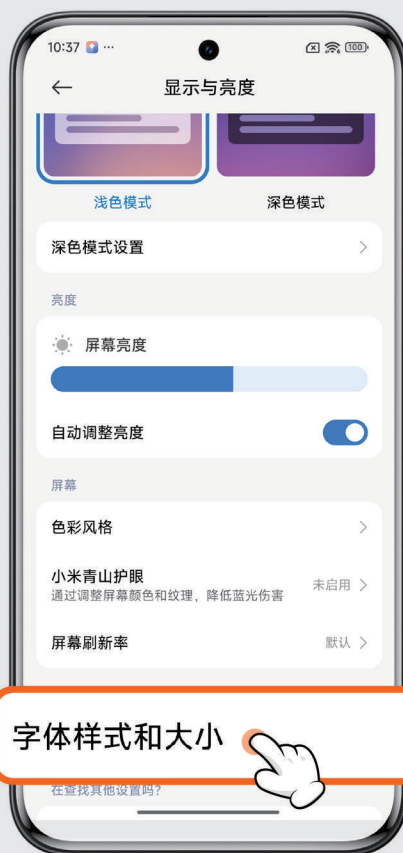 10:37 ···
100
显示与亮度
浅色模式
深色模式
深色模式设置
亮度
屏幕亮度
自动调整亮度
屏幕
色彩风格
小米青山护眼
未启用
通过调整屏幕颜色和纹理，降低蓝光伤害
屏幕刷新率
默认
字体样式和大小
在查找其他设置吗？